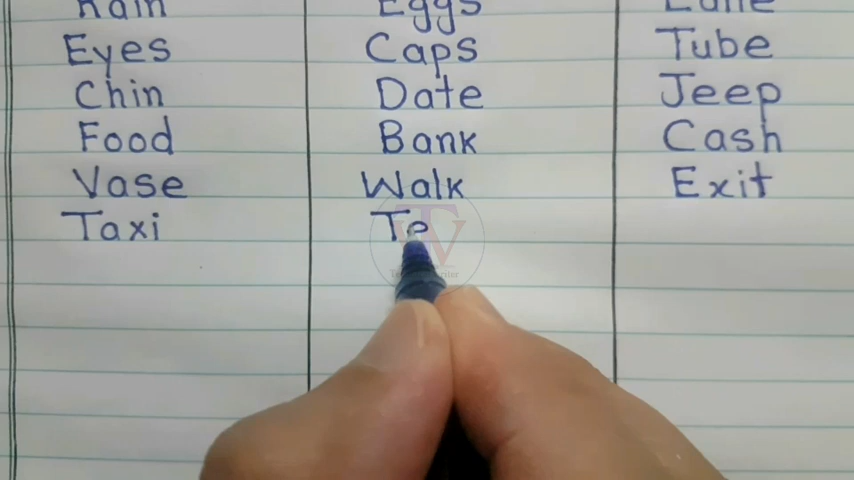 Rain Eggs
Eyes Caps Tube
Chin Date Jeep
Food Bank Cash
Vase Walk Exit
Taxi Te